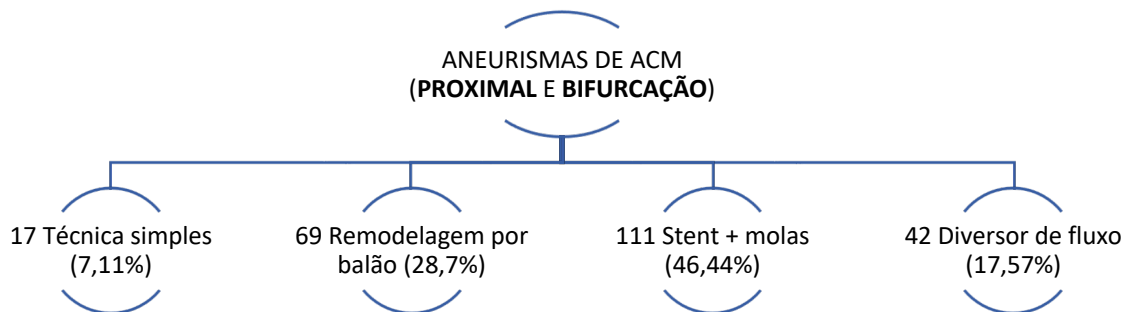 ANEURISMAS DE ACM
(PROXIMAL E BIFURCAÇÃO)
17 Técnica simples
(7,11%)
69 Remodelagem por
balão (28,7%)
111 Stent + molas
(46,44%)
42 Diversor de fluxo
(17,57%)